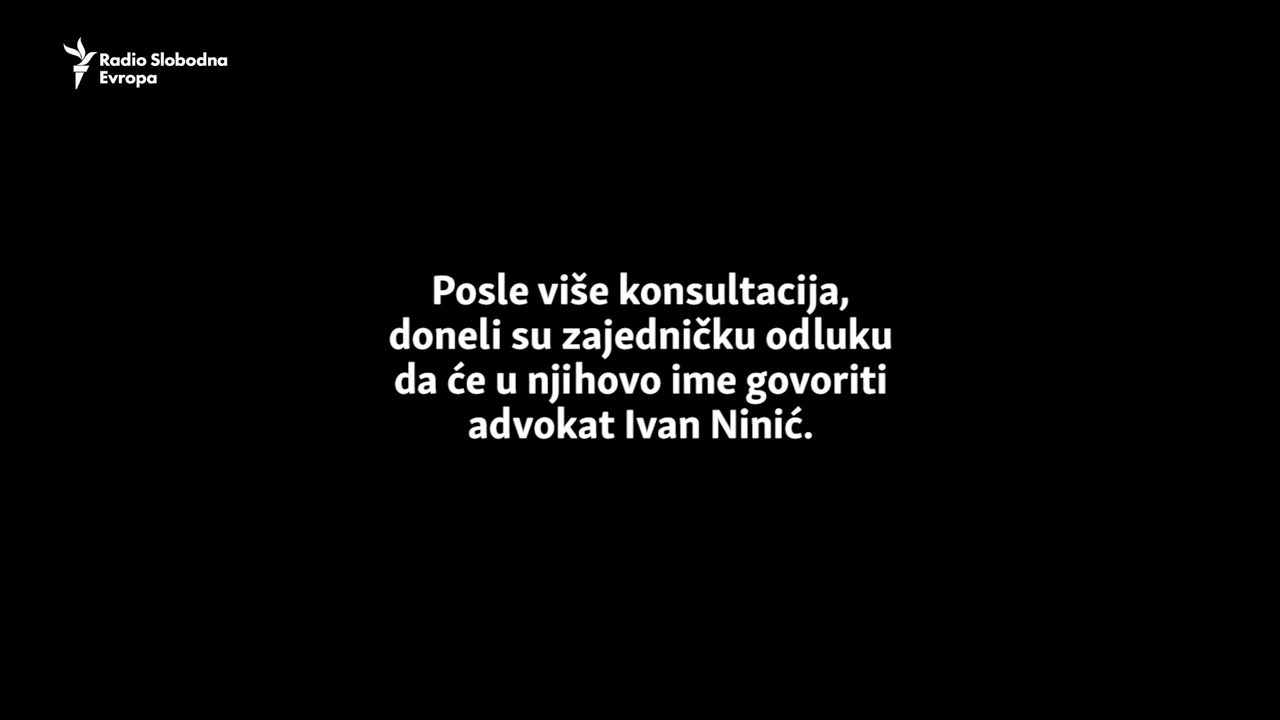 Radio Slobodna
Evropa
Posle više konsultacija,
doneli su zajedničku odluku
da će u njihovo ime govoriti
advokat Ivan Ninić.